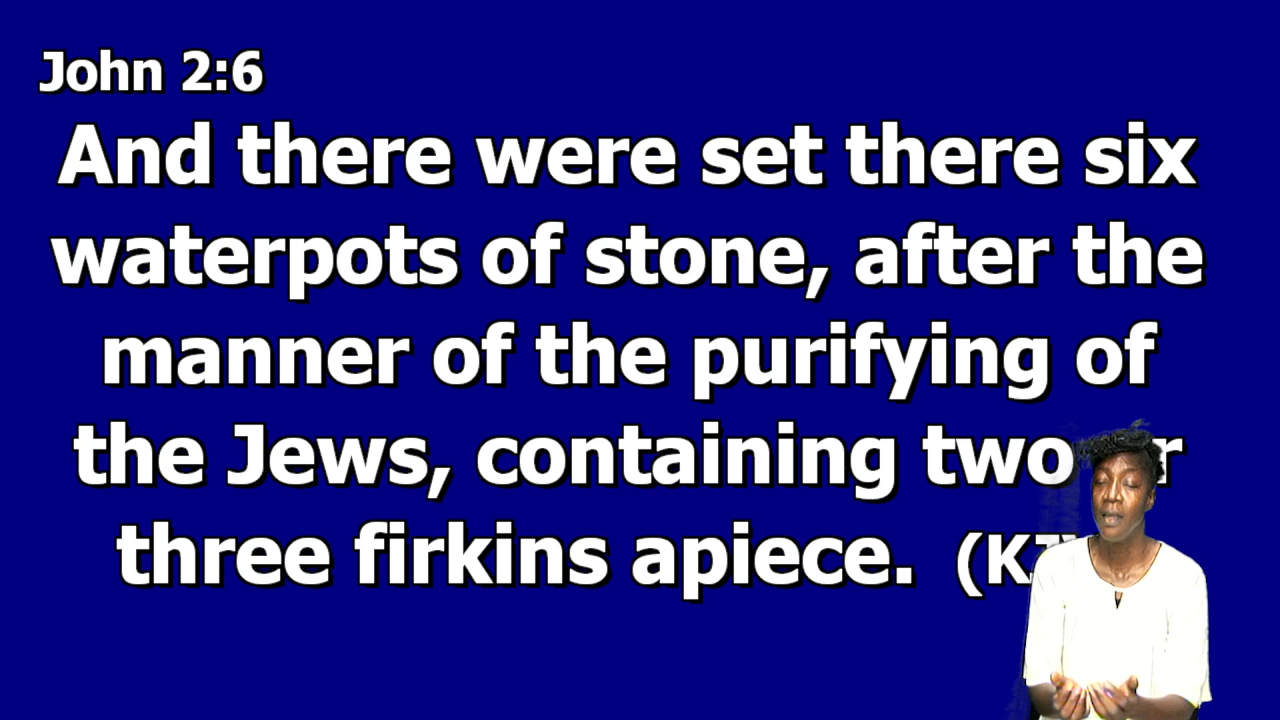 John 2:6
And there were set there six
waterpots of stone, after the
manner of the purifying of
the Jews, containing two
three firkins apiece.